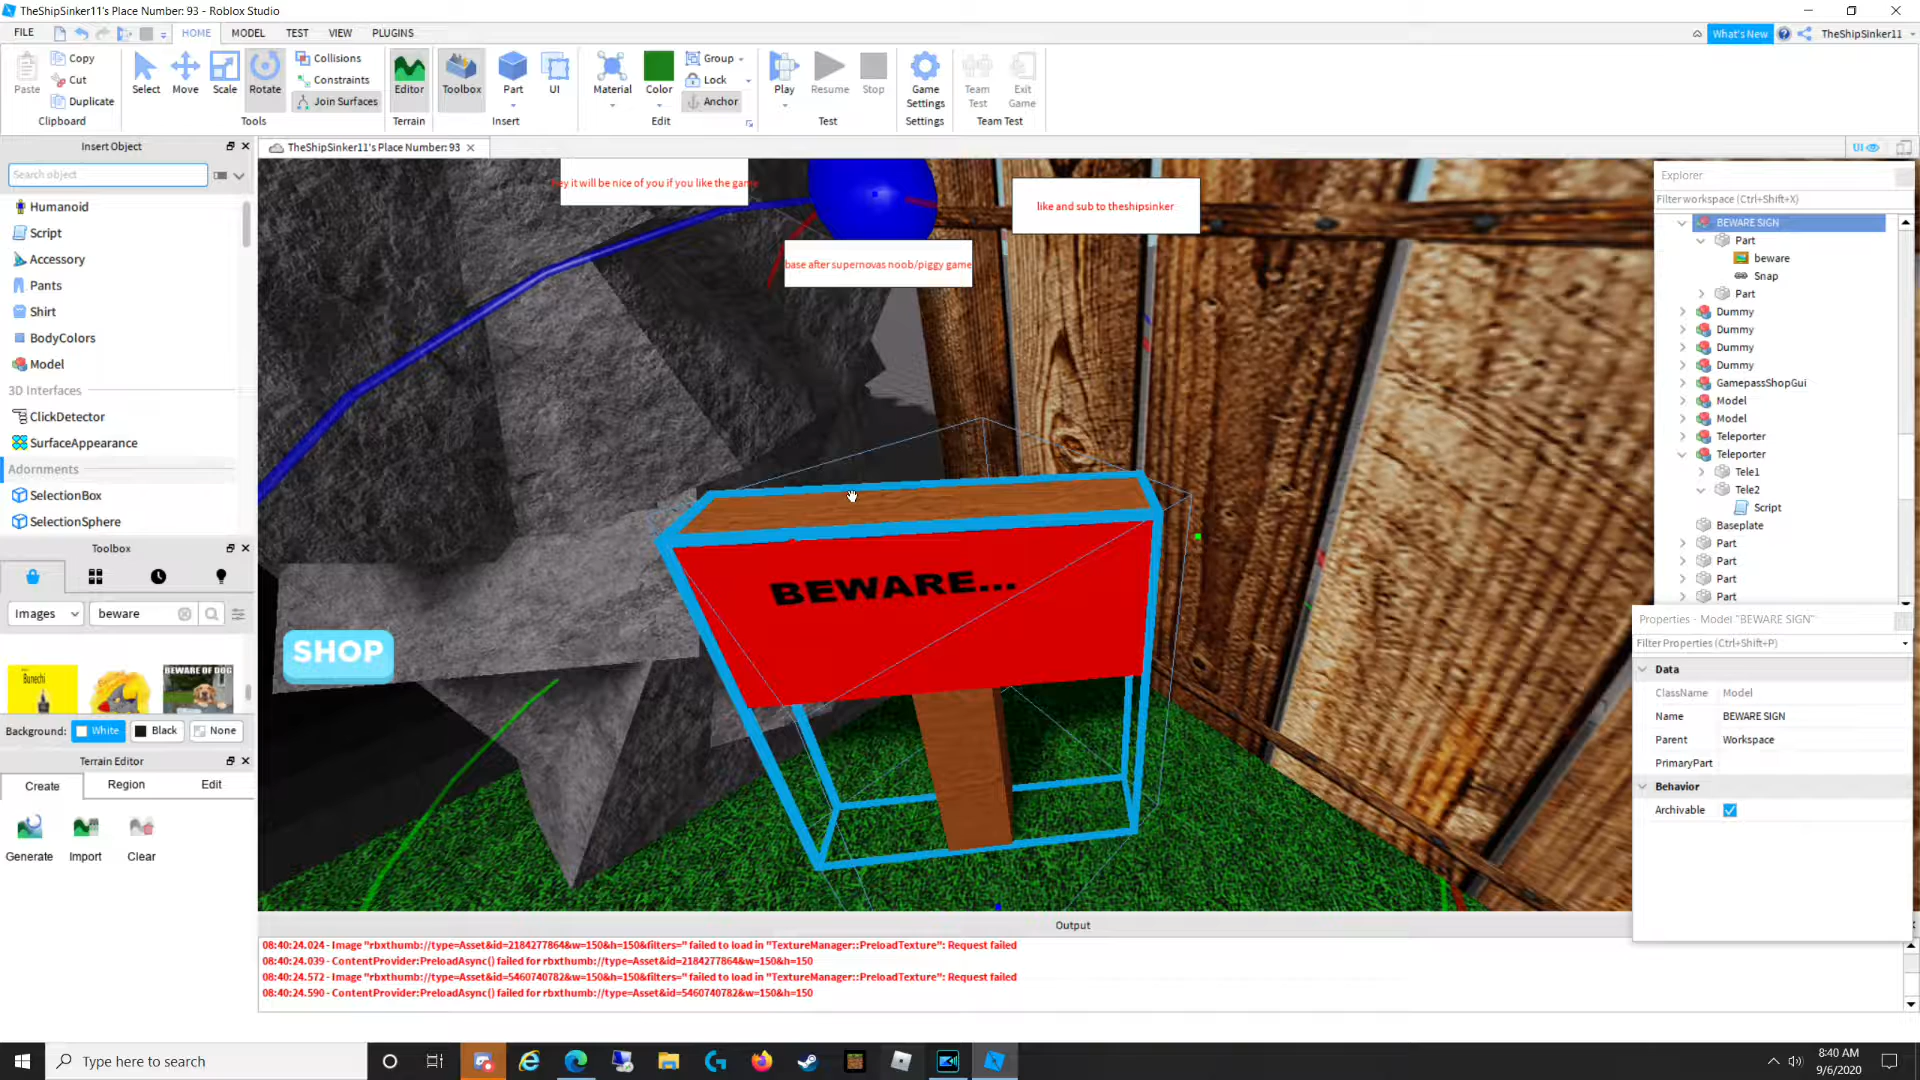 TheShipSinker11's Place Number: 93 - Roblox Studio
FILE
HOME
MODEL
TEST
VIEW
PLUGINS
What's New
TheShipSinker11
Paste
Copy
Cut
Duplicate
Clipboard
Select
Move
Scale
Rotate
Collisions
Constraints
Join Surfaces
Tools
Editor
Terrain
Toolbox
Part
UI
Insert
Material
Color
Group
Lock
Anchor
Edit
Play
Resume
Stop
Test
Game
Settings
Settings
Team
Test
Exit
Game
Team Test
Insert Object
Search object
Humanoid
Script
Accessory
Pants
Shirt
BodyColors
Model
3D Interfaces
ClickDetector
SurfaceAppearance
Adornments
SelectionBox
SelectionSphere
Toolbox
Images
beware
Bunechi
BEWARE OF DOG
Background:
White
Black
None
Terrain Editor
Create
Region
Edit
Generate
Import
Clear
TheShipSinker11's Place Number: 93
UI
hey it will be nice of you if you like the game
like and sub to theshipsinker
base after supernovas noob/piggy game
BEWARE...
SHOP
Explorer
Filter workspace (Ctrl+Shift+X)
BEWARE SIGN
Part
beware
Snap
Part
Dummy
Dummy
Dummy
Dummy
GamepassShopGui
Model
Model
Teleporter
Teleporter
Tele1
Tele2
Script
Baseplate
Part
Part
Part
Part
Properties - Model "BEWARE SIGN"
Filter Properties (Ctrl+Shift+P)
Data
ClassName Model
Name BEWARE SIGN
Parent Workspace
PrimaryPart
Behavior
Archivable
Output
08:40:24.024 - Image "rbxthumb://type=Asset&id=2184277864&w=150&h=150&filters=" failed to load in "TextureManager::PreloadTexture": Request failed
08:40:24.039 - ContentProvider:PreloadAsync() failed for rbxthumb://type=Asset&id=2184277864&w=150&h=150
08:40:24.572 - Image "rbxthumb://type=Asset&id=5460740782&w=150&h=150&filters=" failed to load in "TextureManager::PreloadTexture": Request failed
08:40:24.590 - ContentProvider:PreloadAsync() failed for rbxthumb://type=Asset&id=5460740782&w=150&h=150
Type here to search
8:40 AM
9/6/2020